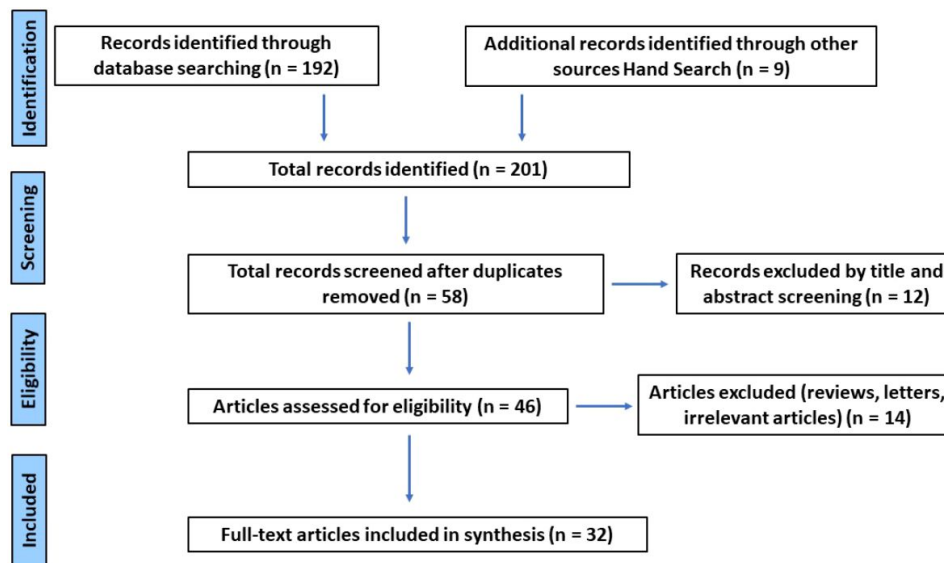 Identification
Records identified through
database searching (n = 192)
Additional records identified through other
sources Hand Search (n = 9)
Total records identified (n = 201)
Screening
Total records screened after duplicates
removed (n = 58)
Records excluded by title and
abstract screening (n = 12)
Eligibility
Articles assessed for eligibility (n = 46)
Articles excluded (reviews, letters,
irrelevant articles) (n = 14)
Included
Full-text articles included in synthesis (n = 32)